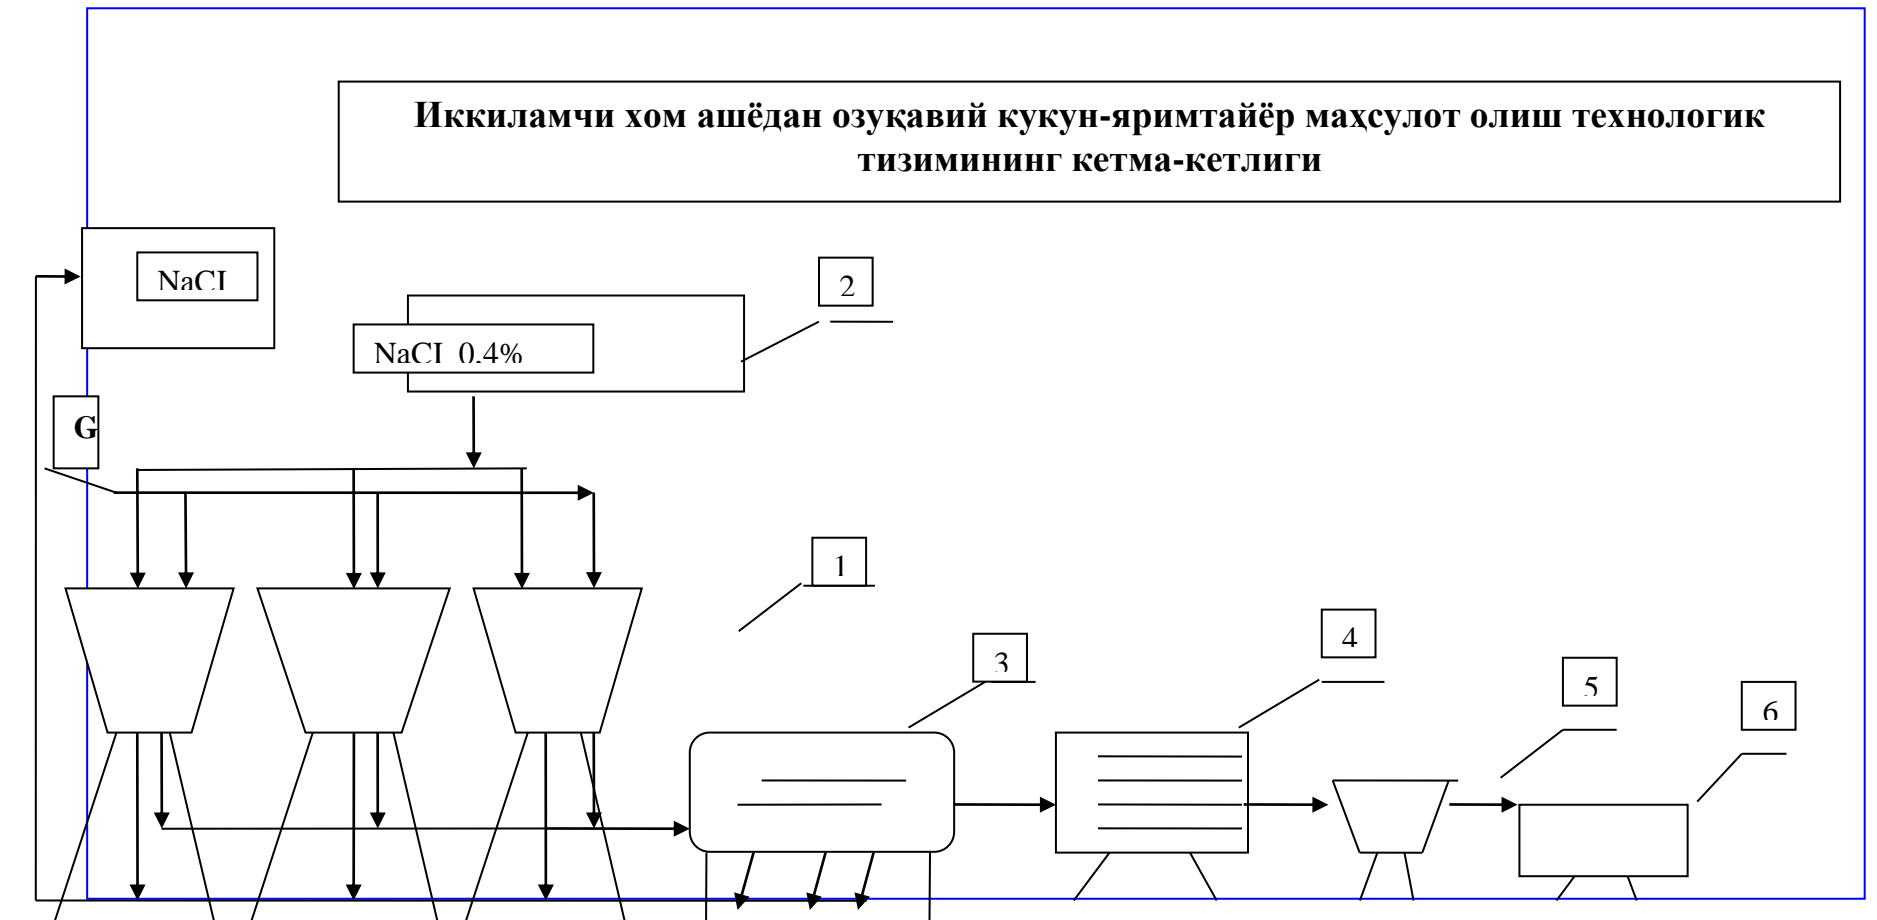 Иккиламчи хом ашёдан озуқавий кукун-яримтайёр маҳсулот олиш технологик
тизимининг кетма-кетлиги
NaCI
2
NaCI 0,4%
G
1
3
4
5
6